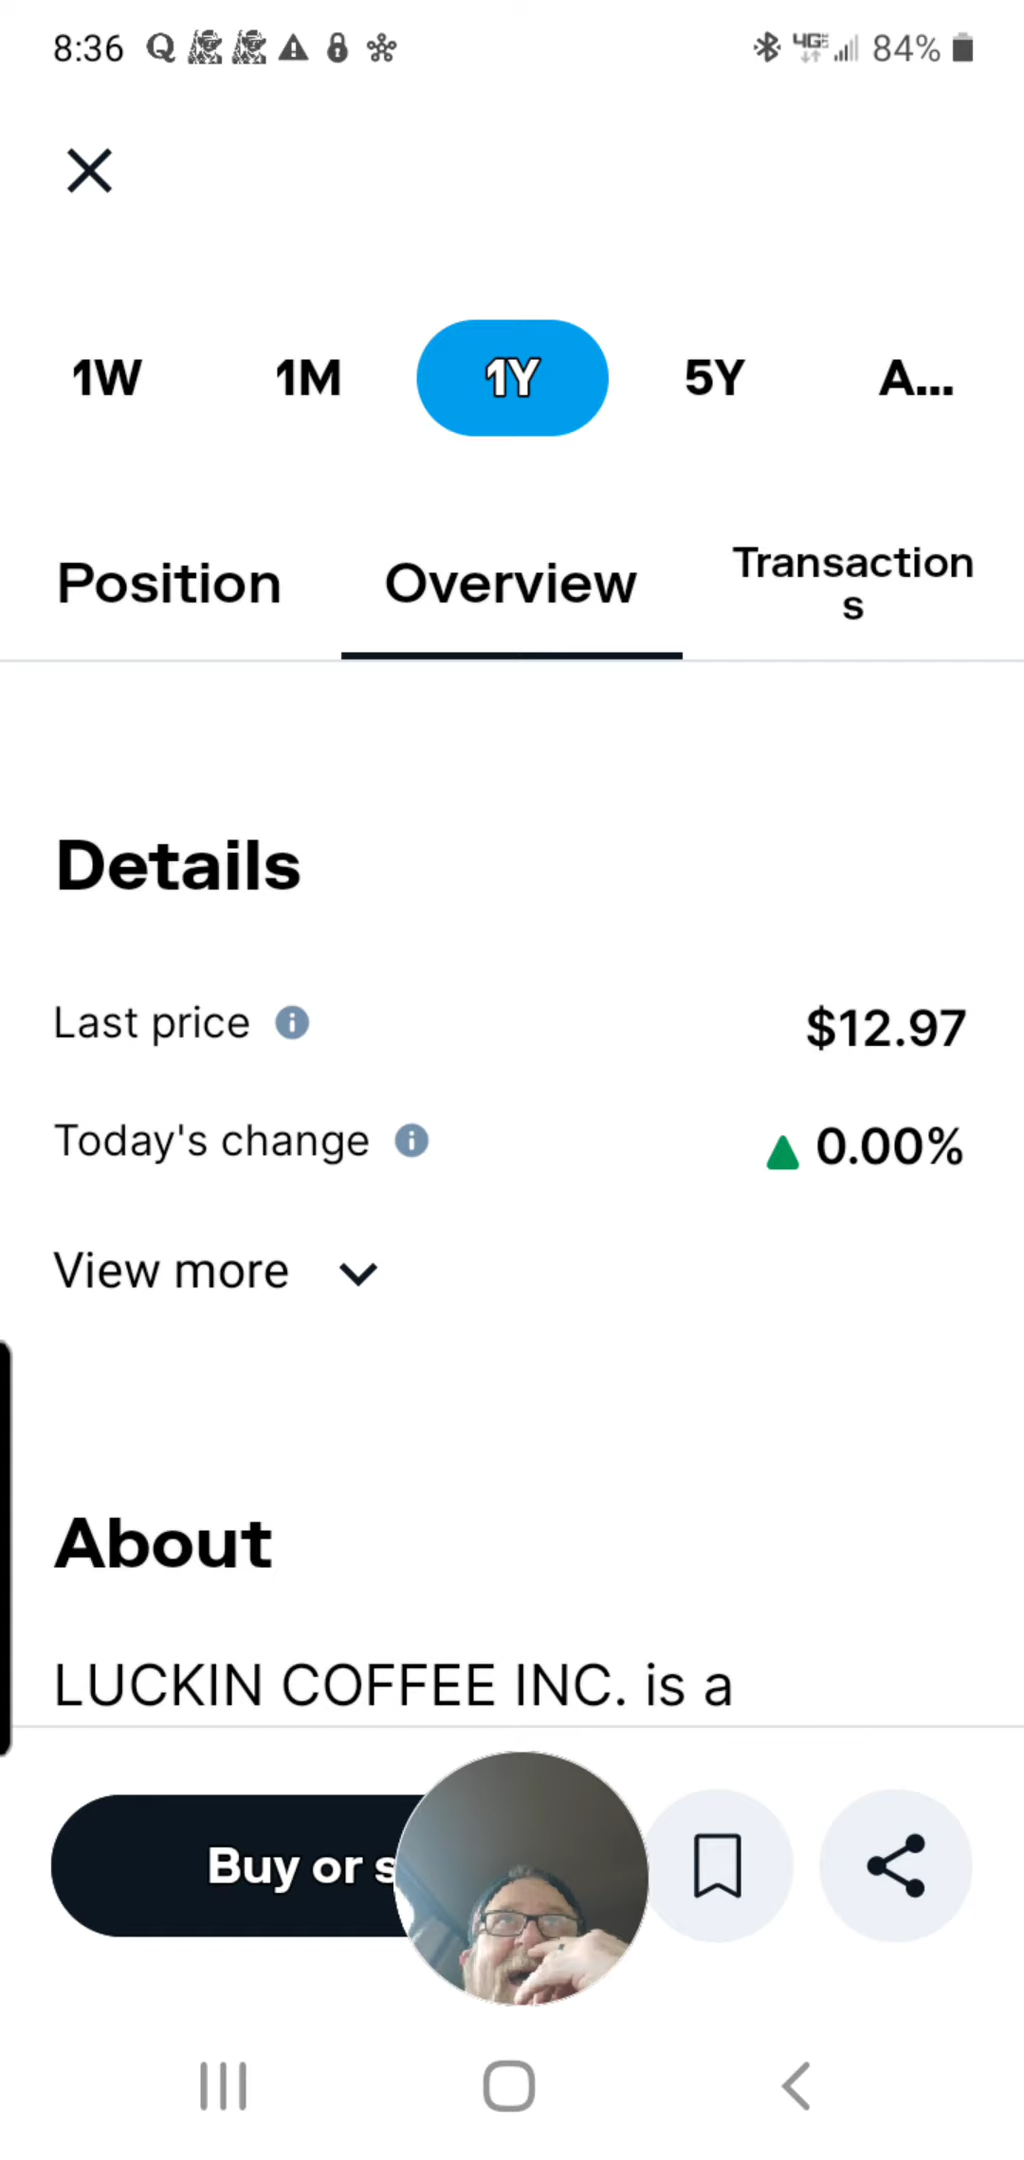 8:36
4GE 84%
1W 1M 1Y 5Y A...
Position Overview Transaction
s
Details
Last price $12.97
Today's change 0.00%
View more
About
LUCKIN COFFEE INC. is a
Buy or s